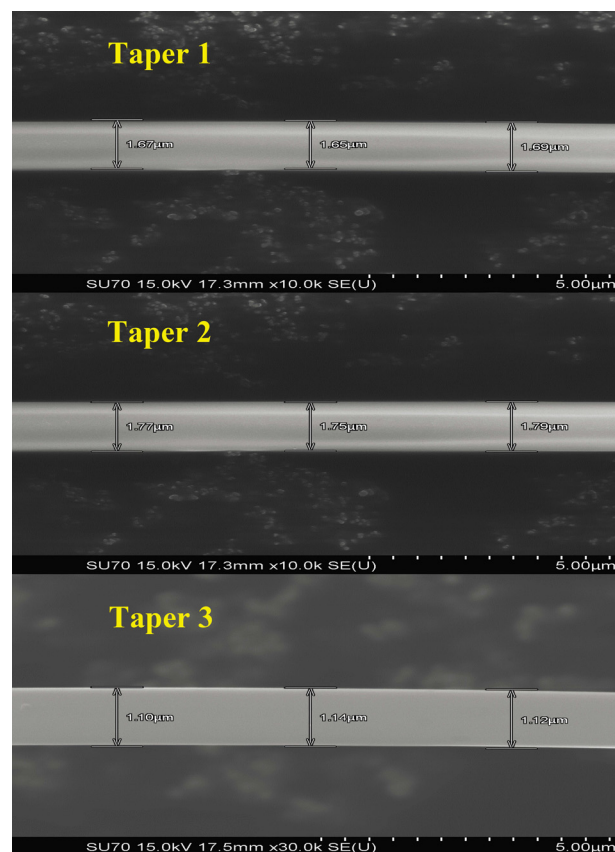 Taper 1
1.67µm 1.65µm 1.69µm
SU70 15.0kV 17.3mm x10.0k SE(U) 5.00µm
Taper 2
1.77µm 1.75µm 1.79µm
SU70 15.0kV 17.3mm x10.0k SE(U) 5.00µm
Taper 3
1.10µm 1.14µm 1.12µm
SU70 15.0kV 17.5mm x30.0k SE(U) 5.00µm